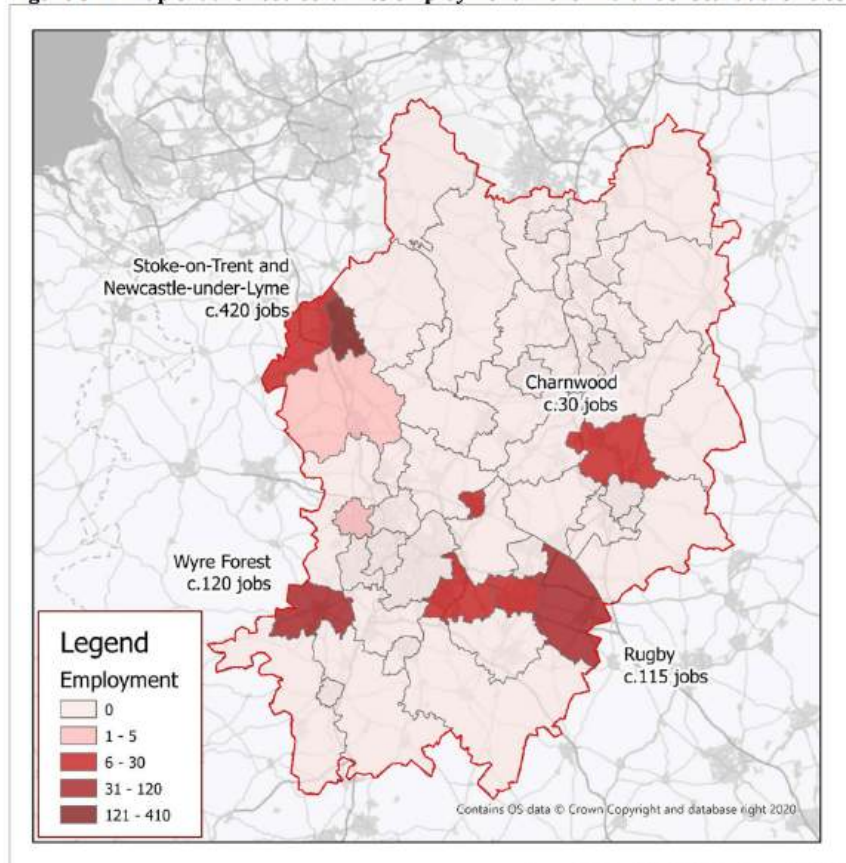 Stoke-on-Trent and
Newcastle-under-Lyme
c.420 jobs
Charnwood
c.30 jobs
Wyre Forest
c.120 jobs
Rugby
c.115 jobs
Legend
Employment
0
1 - 5
6 - 30
31 - 120
121 - 410
Contains OS data © Crown Copyright and database right 2020